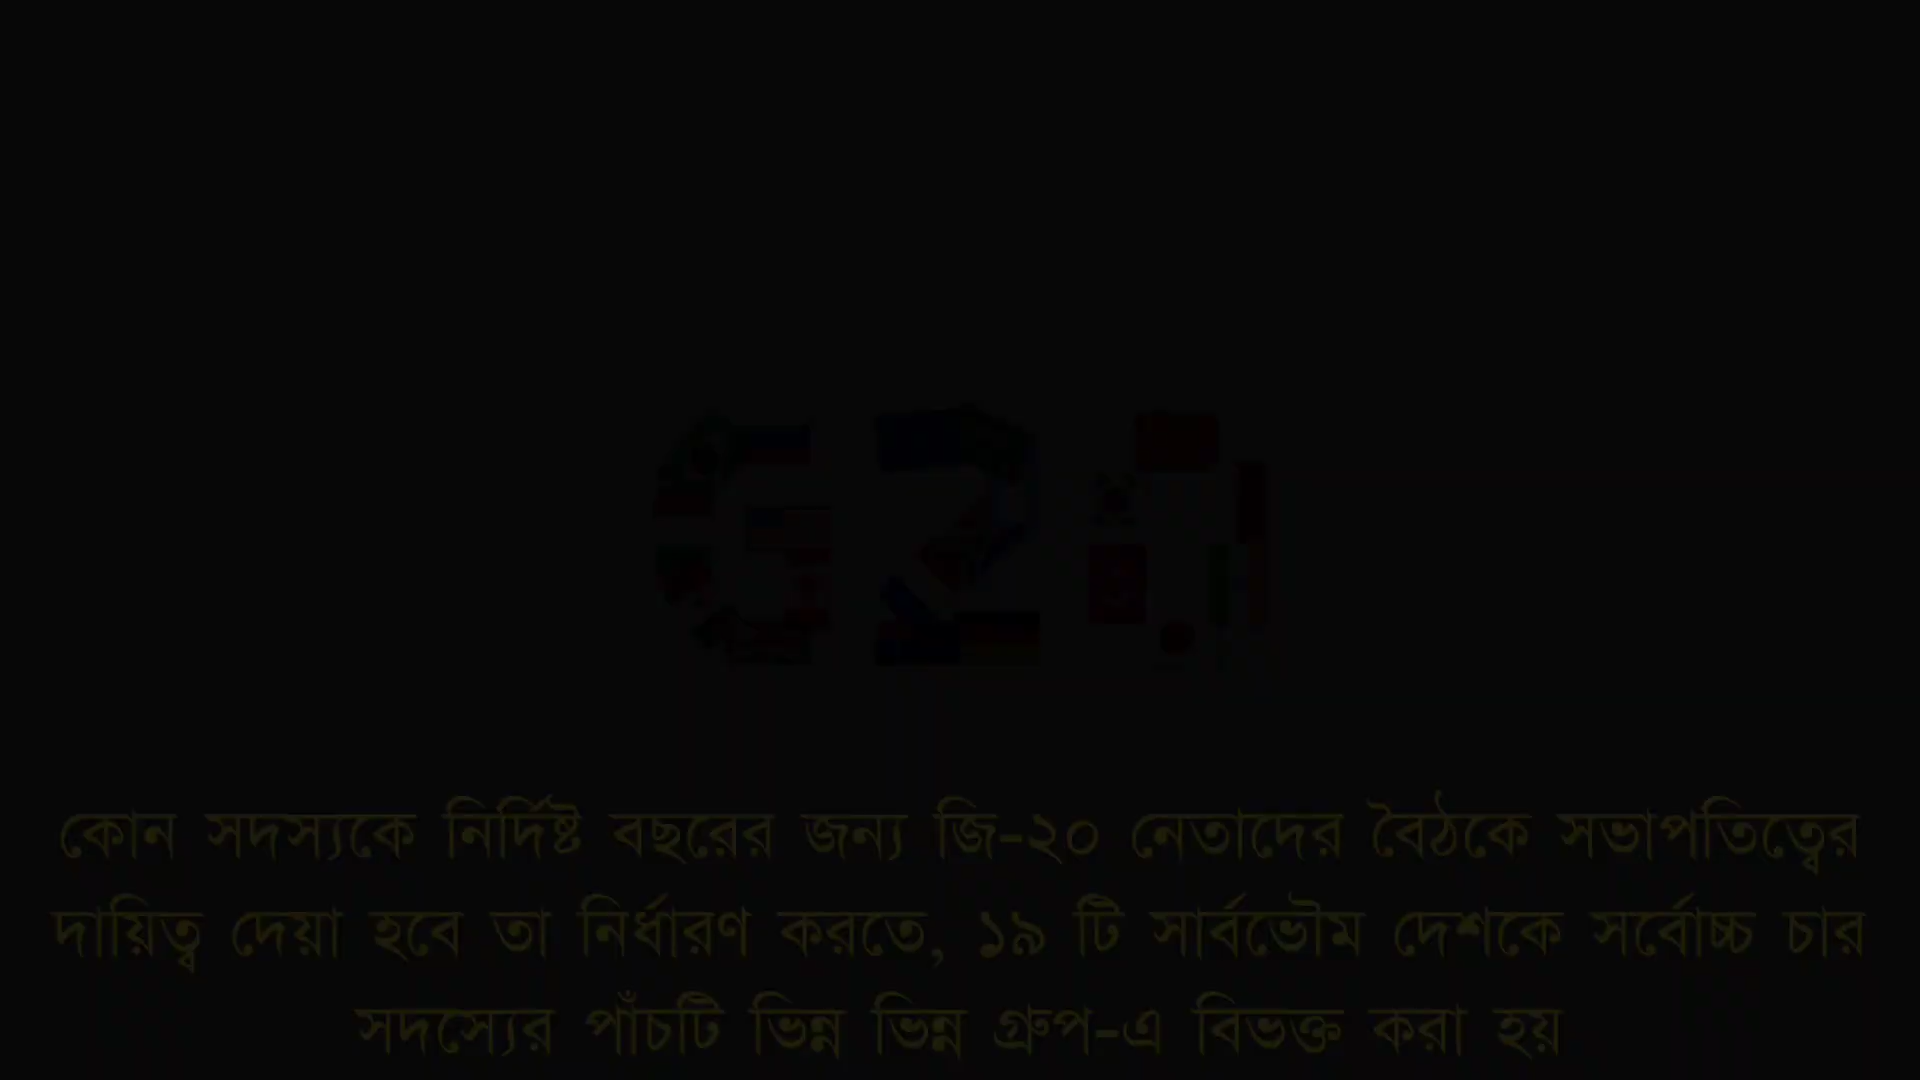 G20
কোন সদস্যকে নির্দিষ্ট বছরের জন্য জি-২০ নেতাদের বৈঠকে সভাপতিত্বের
দায়িত্ব দেয়া হবে তা নির্ধারণ করতে, ১৯ টি সার্বভৌম দেশকে সর্বোচ্চ চার
সদস্যের পাঁচটি ভিন্ন ভিন্ন গ্রুপ-এ বিভক্ত করা হয়